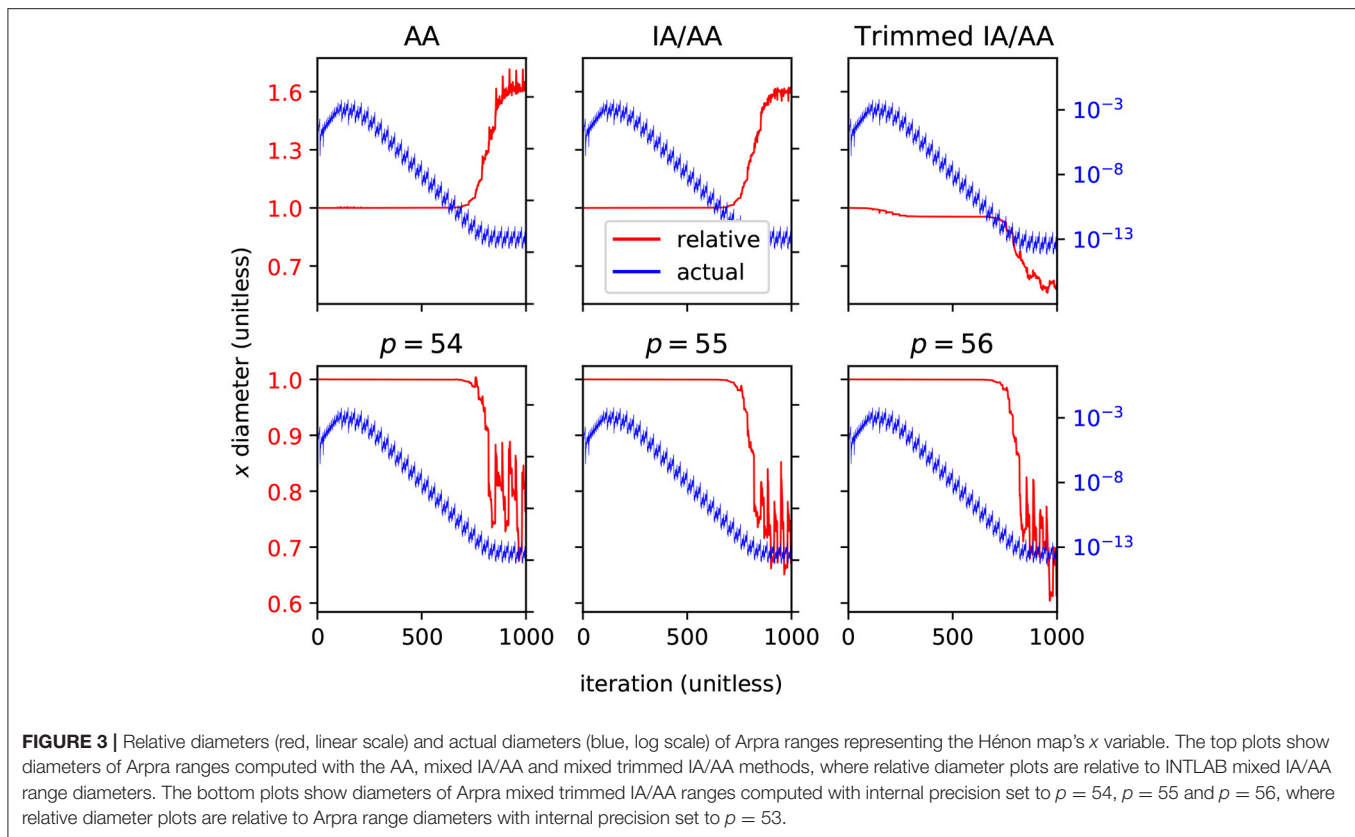 AA IA/AA Trimmed IA/AA
1.6
1.3
1.0
0.7
relative
actual
10⁻³
10⁻⁸
10⁻¹³
x diameter (unitless)
p = 54 p = 55 p = 56
1.0
0.9
0.8
0.7
0.6
10⁻³
10⁻⁸
10⁻¹³
0 500 1000 0 500 1000 0 500 1000
iteration (unitless)
FIGURE 3 | Relative diameters (red, linear scale) and actual diameters (blue, log scale) of Arpra ranges representing the Hénon map's x variable. The top plots show
diameters of Arpra ranges computed with the AA, mixed IA/AA and mixed trimmed IA/AA methods, where relative diameter plots are relative to INTLAB mixed IA/AA
range diameters. The bottom plots show diameters of Arpra mixed trimmed IA/AA ranges computed with internal precision set to p = 54, p = 55 and p = 56, where
relative diameter plots are relative to Arpra range diameters with internal precision set to p = 53.